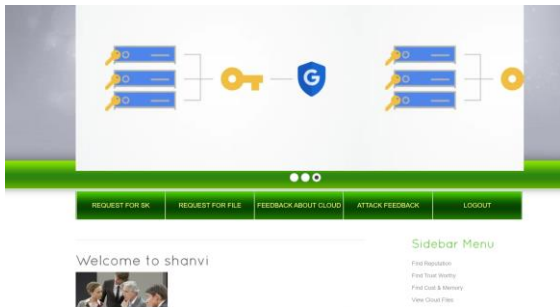 G
REQUEST FOR SK REQUEST FOR FILE FEEDBACK ABOUT CLOUD ATTACK FEEDBACK LOGOUT
Sidebar Menu
Welcome to shanvi
Find Reputation
Find Trust Worthy
Find Cost & Memory
View Cloud Files